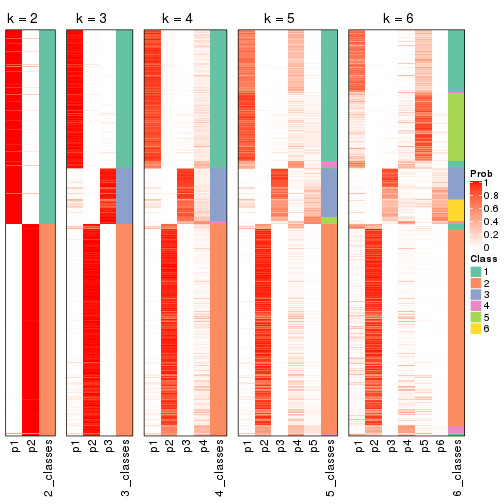 k = 2
k = 3
k = 4
k = 5
k = 6
p1
p2
2_classes
p1
p2
p3
3_classes
p1
p2
p3
p4
4_classes
p1
p2
p3
p4
p5
5_classes
p1
p2
p3
p4
p5
p6
6_classes
Prob
1
0.8
0.6
0.4
0.2
0
Class
1
2
3
4
5
6